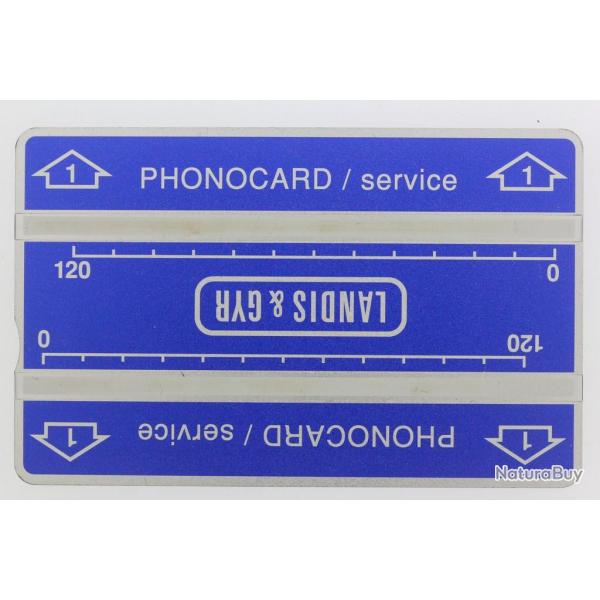 1 PHONOCARD / service 1
120 0
LANDIS & GYR
0 120
1 PHONOCARD / service 1
NaturaBuy